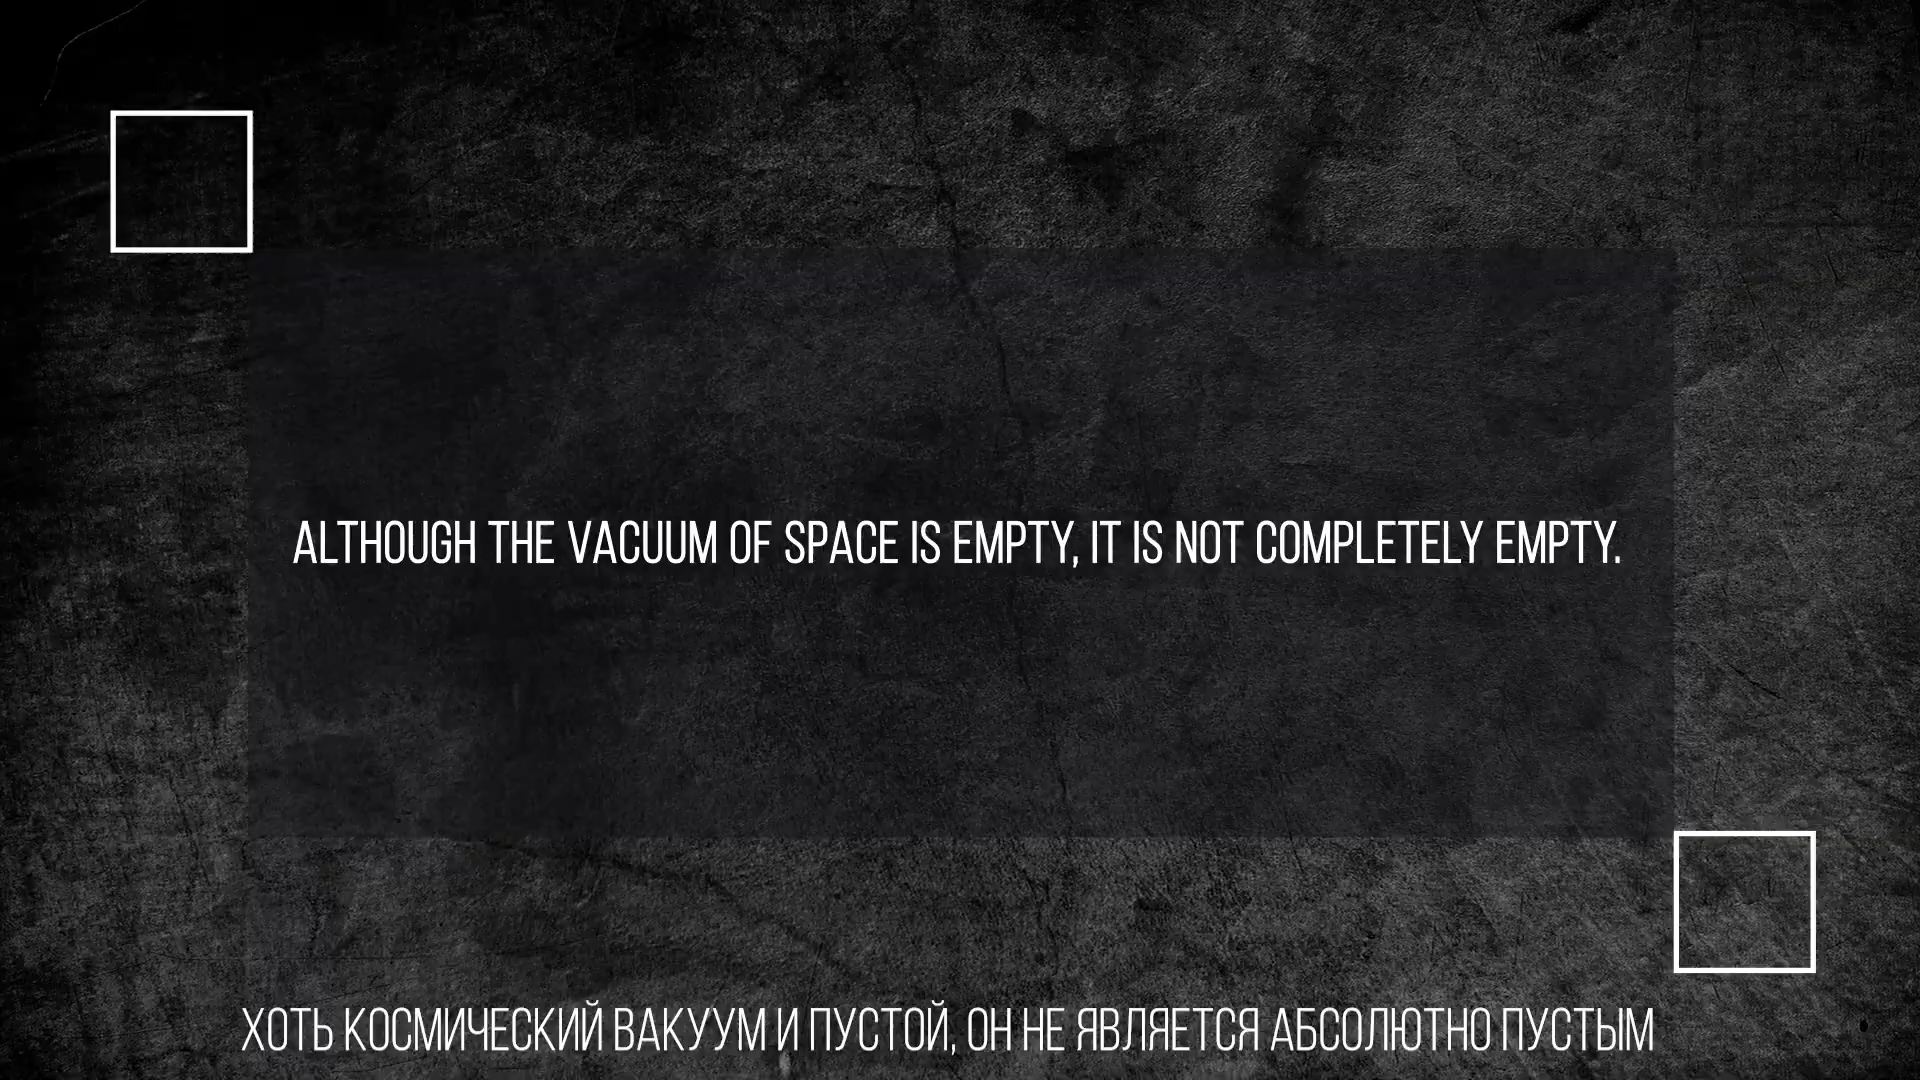 ALTHOUGH THE VACUUM OF SPACE IS EMPTY, IT IS NOT COMPLETELY EMPTY.
ХОТЬ КОСМИЧЕСКИЙ ВАКУУМ И ПУСТОЙ, ОН НЕ ЯВЛЯЕТСЯ АБСОЛЮТНО ПУСТЫМ